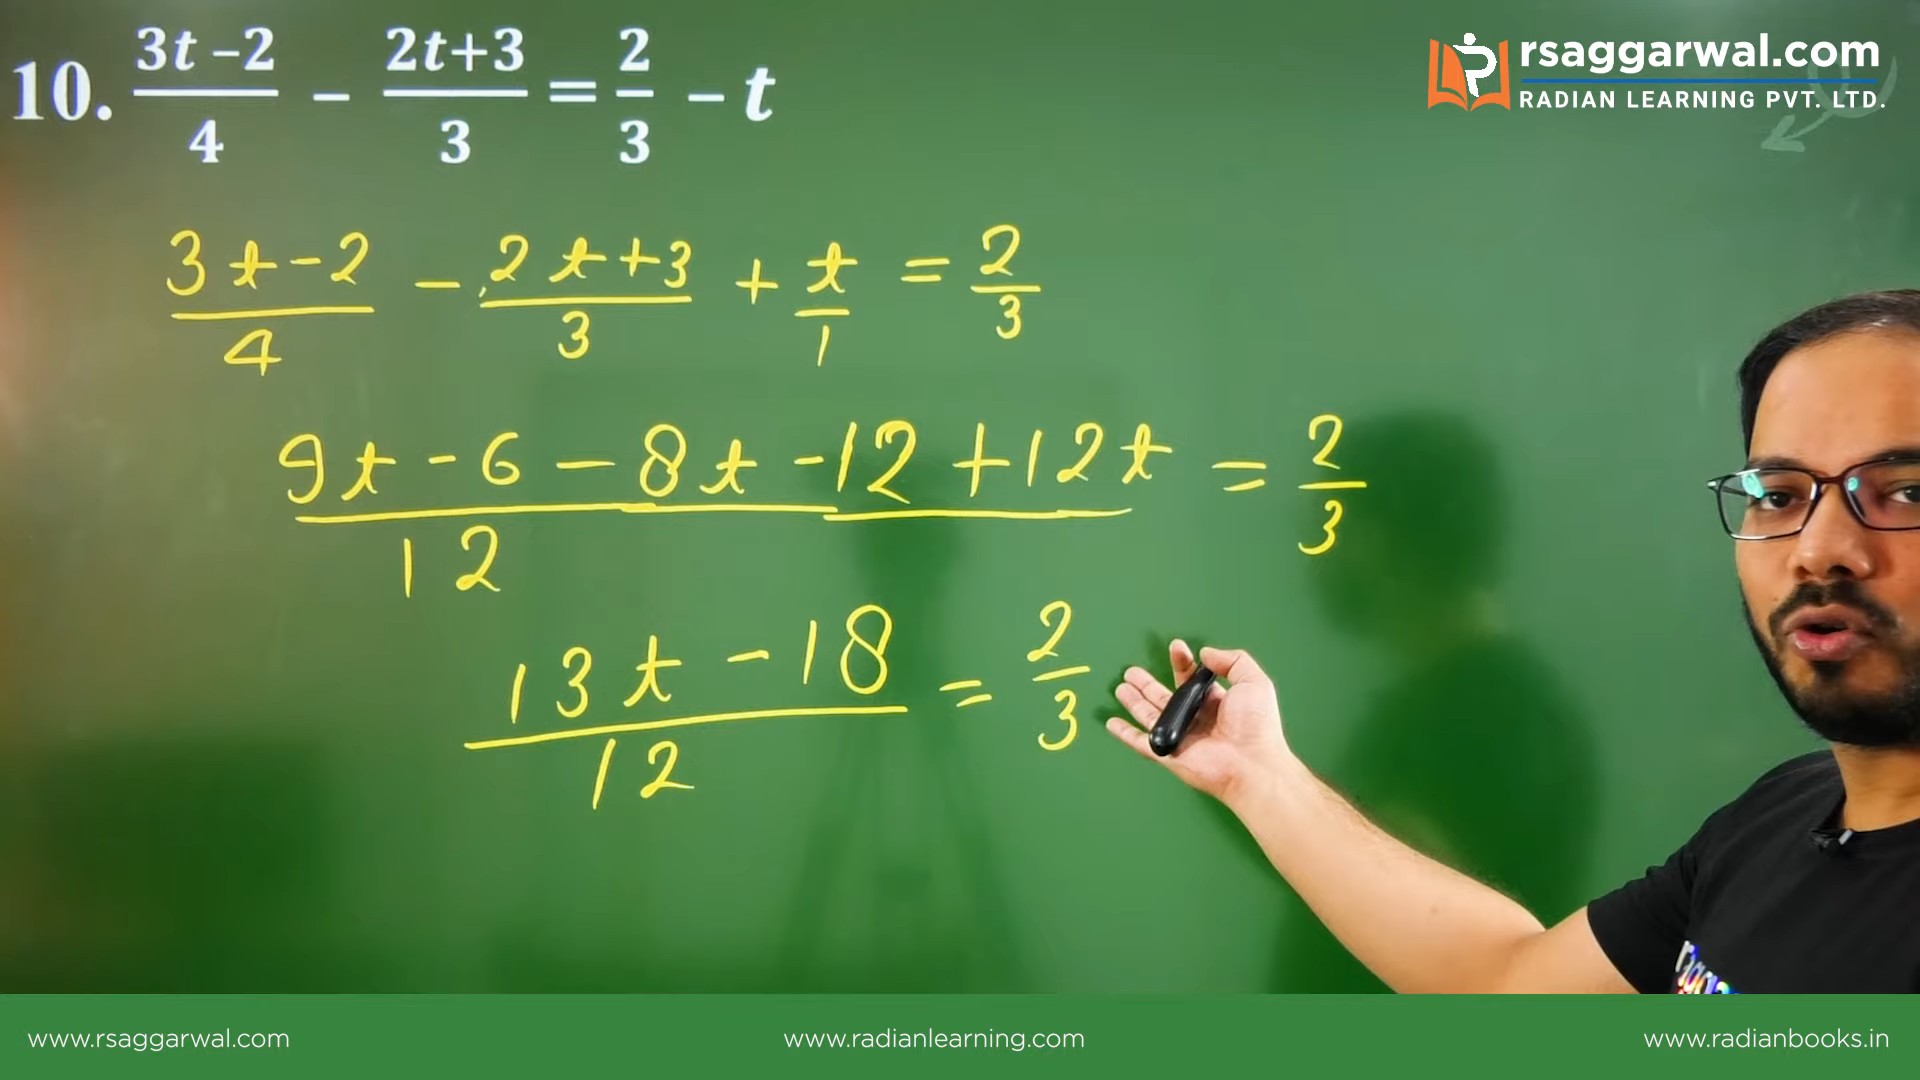 10. (3t – 2)/4 – (2t+3)/3 = 2/3 – t
rsaggarwal.com
RADIAN LEARNING PVT. LTD.
(3t - 2)/4 - (2t + 3)/3 + t/1 = 2/3
(9t - 6 - 8t - 12 + 12t)/12 = 2/3
(13t - 18)/12 = 2/3
www.rsaggarwal.com
www.radianlearning.com
www.radianbooks.in